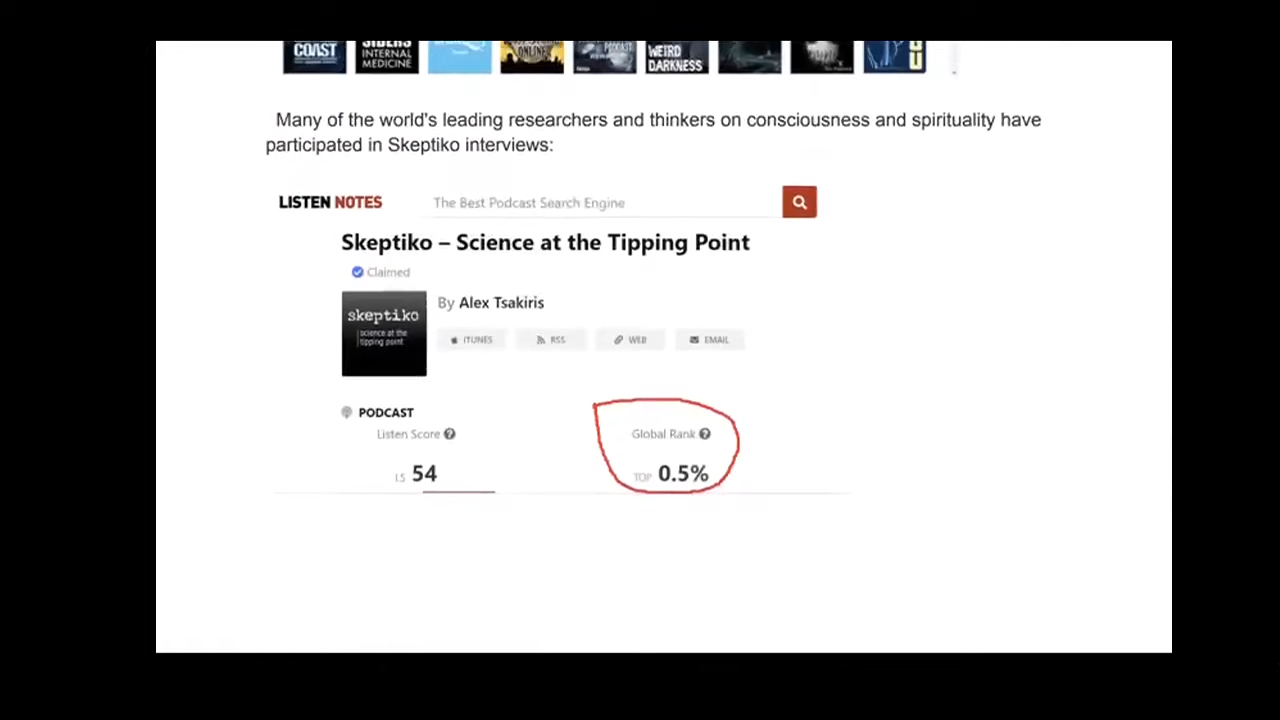 COAST
SIDERS
INTERNAL
MEDICINE
ONLINE
PODCAST
WEIRD
DARKNESS
Many of the world's leading researchers and thinkers on consciousness and spirituality have
participated in Skeptiko interviews:
LISTEN NOTES
The Best Podcast Search Engine
Skeptiko – Science at the Tipping Point
Claimed
By Alex Tsakiris
skeptiko
science at the
tipping point
ITUNES
RSS
WEB
EMAIL
PODCAST
Listen Score
Global Rank
LS 54
TOP 0.5%